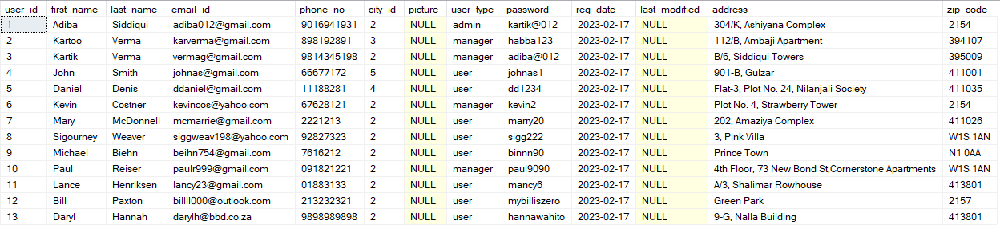 user_id first_name last_name email_id phone_no city_id picture user_type password reg_date last_modified address zip_code
1 Adiba Siddiqui adiba012@gmail.com 9016941931 2 NULL admin kartik@012 2023-02-17 NULL 304/K, Ashiyana Complex 2154
2 Kartoo Verma karverma@gmail.com 898192891 3 NULL manager habba123 2023-02-17 NULL 112/B, Ambaji Apartment 394107
3 Kartik Verma vermag@gmail.com 9814345198 2 NULL manager adiba@012 2023-02-17 NULL B/6, Siddiqui Towers 395009
4 John Smith johnas@gmail.com 66677172 5 NULL user johnas1 2023-02-17 NULL 901-B, Gulzar 411001
5 Daniel Denis ddaniel@gmail.com 11188281 4 NULL user dd1234 2023-02-17 NULL Flat-3, Plot No. 24, Nilanjali Society 411035
6 Kevin Costner kevincos@yahoo.com 67628121 2 NULL manager kevin2 2023-02-17 NULL Plot No. 4, Strawberry Tower 2154
7 Mary McDonnell mcmarrie@gmail.com 2221213 2 NULL user marry20 2023-02-17 NULL 202, Amaziya Complex 411026
8 Sigourney Weaver siggweav198@yahoo.com 92827323 2 NULL user sigg222 2023-02-17 NULL 3, Pink Villa W1S 1AN
9 Michael Biehn beihn754@gmail.com 7616212 2 NULL user binnn90 2023-02-17 NULL Prince Town N1 0AA
10 Paul Reiser paulr999@gmail.com 091821221 2 NULL manager paul9090 2023-02-17 NULL 4th Floor, 73 New Bond St,Cornerstone Apartments W1S 1AN
11 Lance Henriksen lancy23@gmail.com 01883133 2 NULL user mancy6 2023-02-17 NULL A/3, Shalimar Rowhouse 413801
12 Bill Paxton billll000@outlook.com 213232321 2 NULL user mybilliszero 2023-02-17 NULL Green Park 2157
13 Daryl Hannah darylh@bbd.co.za 9898989898 2 NULL user hannawahito 2023-02-17 NULL 9-G, Nalla Building 413801